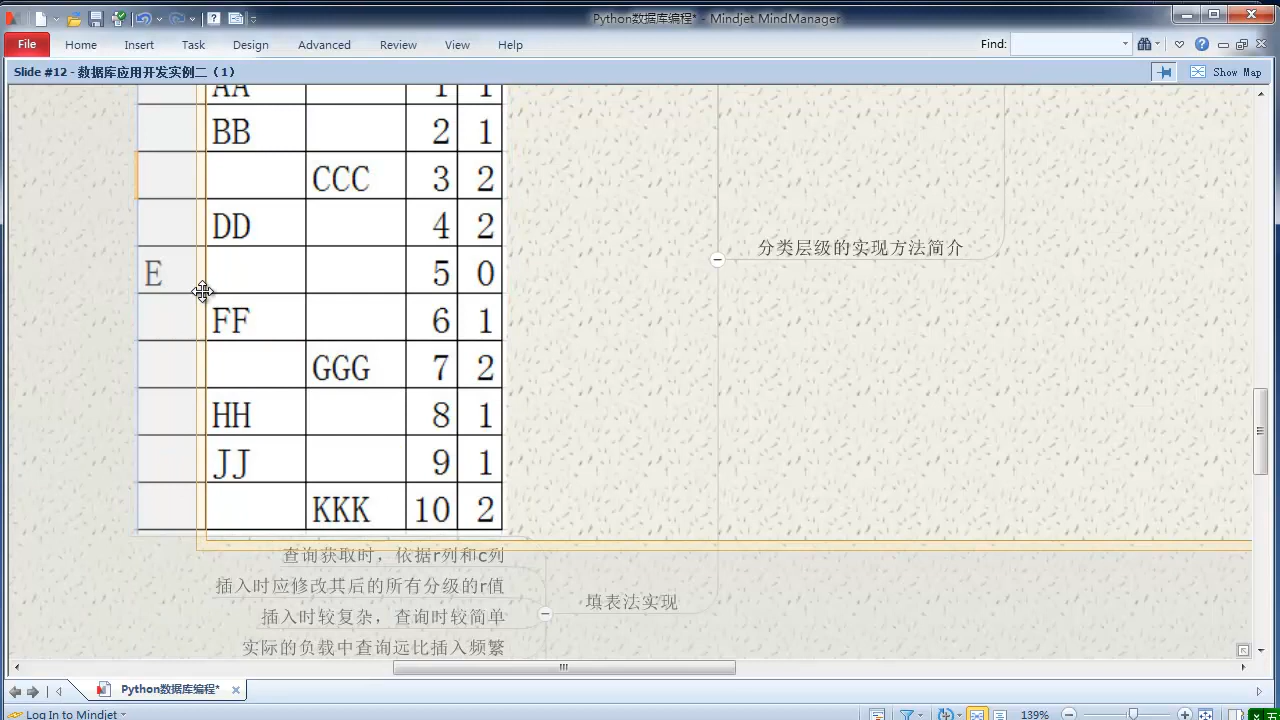 Python数据库编程* - Mindjet MindManager
File Home Insert Task Design Advanced Review View Help Find:
Slide #12 - 数据库应用开发实例二（1） Show Map
AA 1 1
BB 2 1
CCC 3 2
DD 4 2
E 5 0
FF 6 1
GGG 7 2
HH 8 1
JJ 9 1
KKK 10 2
分类层级的实现方法简介
查询获取时，依据r列和c列
插入时应修改其后的所有分级的r值
插入时较复杂，查询时较简单
实际的负载中查询远比插入频繁
填表法实现
Python数据库编程*
Log In to Mindjet 139%